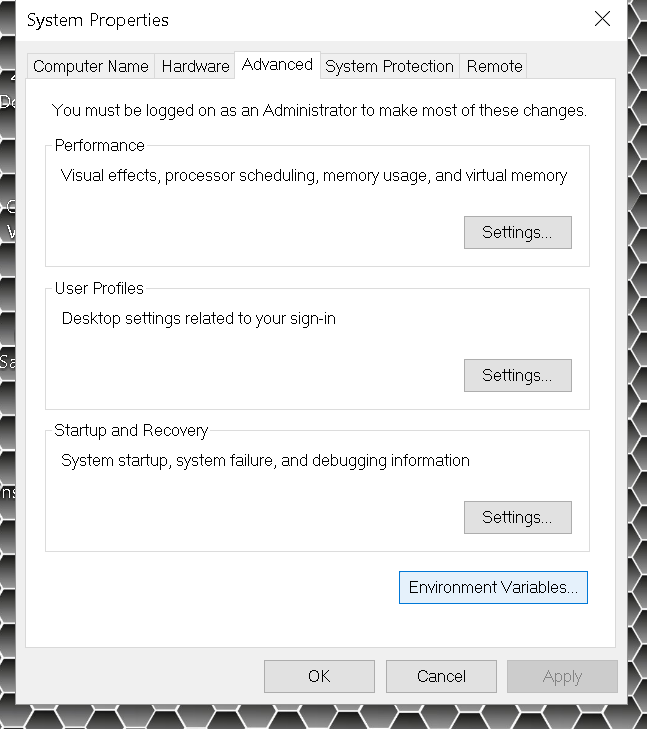 System Properties
Computer Name Hardware Advanced System Protection Remote
You must be logged on as an Administrator to make most of these changes.
Performance
Visual effects, processor scheduling, memory usage, and virtual memory
Settings...
User Profiles
Desktop settings related to your sign-in
Settings...
Startup and Recovery
System startup, system failure, and debugging information
Settings...
Environment Variables...
OK Cancel Apply